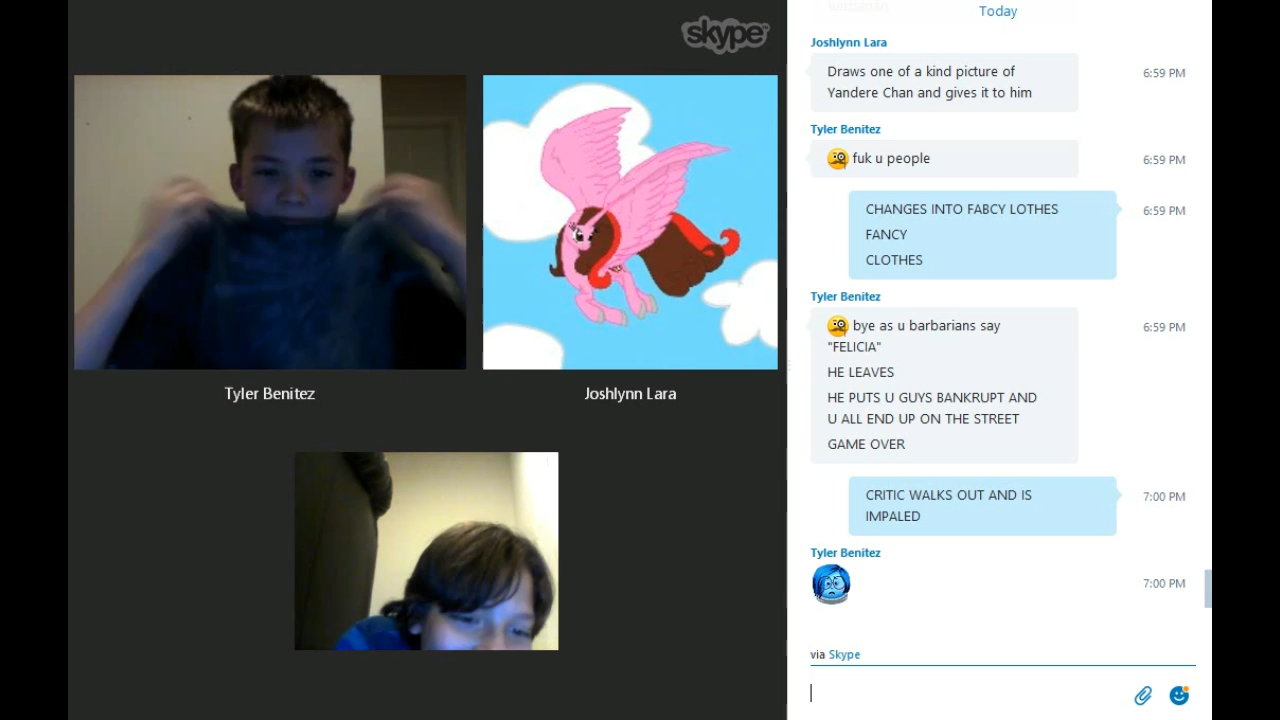 skype
Tyler Benitez
Joshlynn Lara
Today
Joshlynn Lara
Draws one of a kind picture of
Yandere Chan and gives it to him
6:59 PM
Tyler Benitez
fuk u people
6:59 PM
CHANGES INTO FABCY LOTHES
6:59 PM
FANCY
CLOTHES
Tyler Benitez
bye as u barbarians say
6:59 PM
"FELICIA"
HE LEAVES
HE PUTS U GUYS BANKRUPT AND
U ALL END UP ON THE STREET
GAME OVER
CRITIC WALKS OUT AND IS
7:00 PM
IMPALED
Tyler Benitez
7:00 PM
via Skype